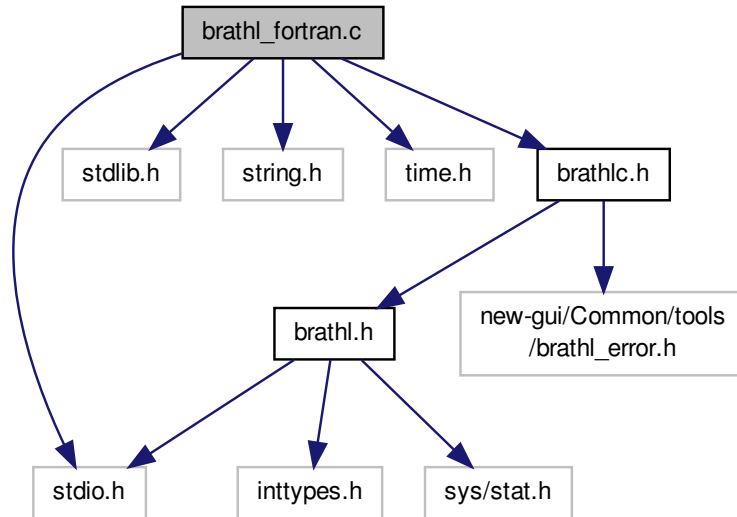 brathl_fortran.c
stdlib.h
string.h
time.h
brathlc.h
brathl.h
new-gui/Common/tools
/brathl_error.h
stdio.h
inttypes.h
sys/stat.h